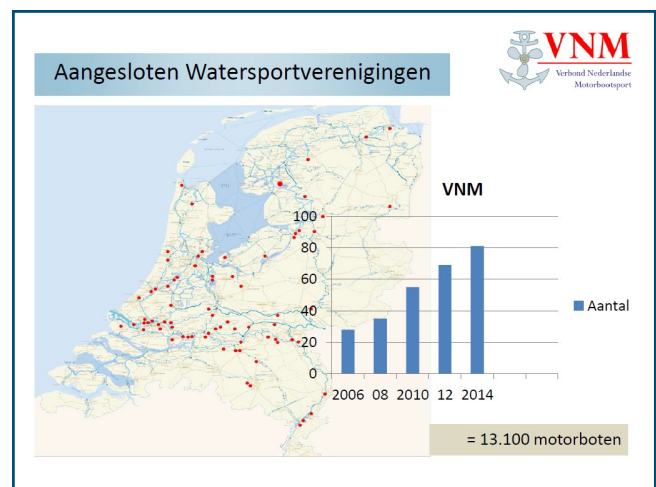 Aangesloten Watersportverenigingen
VNM
Verbond Nederlandse
Motorbootsport
VNM
100
80
60
40
20
0
2006 08 2010 12 2014
Aantal
= 13.100 motorboten